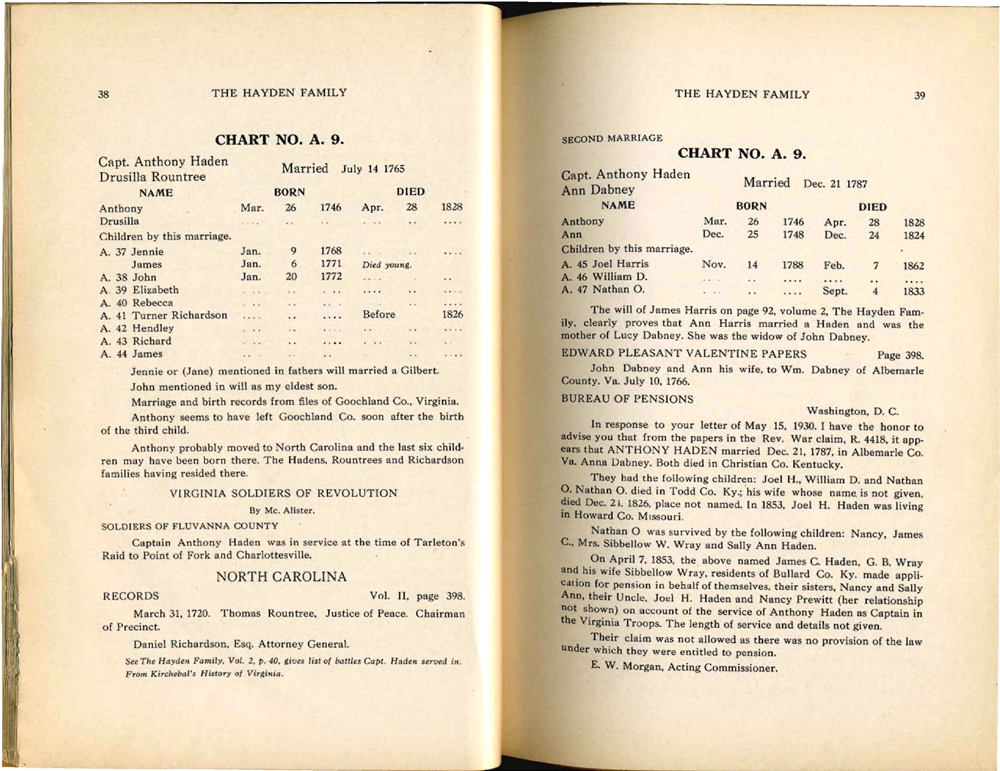 38 THE HAYDEN FAMILY
CHART NO. A. 9.
Capt. Anthony Haden
Drusilla Rountree
Married July 14 1765
NAME BORN DIED
Anthony Mar. 26 1746 Apr. 28 1828
Drusilla ... .. .... ... .. ....
Children by this marriage.
A. 37 Jennie Jan. 9 1768 .. .. .. ....
James Jan. 6 1771 Died young.
A. 38 John Jan. 20 1772 .... ..
A. 39 Elizabeth ... .. ... .. .. ....
A. 40 Rebecca ... .. ... .. .. ....
A. 41 Turner Richardson .... .. .... Before 1826
A. 42 Hendley ... .. ... .. .. ....
A. 43 Richard ... .. .... ... .. ..
A. 44 James ... .. .. .. ....
Jennie or (Jane) mentioned in fathers will married a Gilbert.
John mentioned in will as my eldest son.
Marriage and birth records from files of Goochland Co., Virginia.
Anthony seems to have left Goochland Co. soon after the birth
of the third child.
Anthony probably moved to North Carolina and the last six child-
ren may have been born there. The Hadens, Rountrees and Richardson
families having resided there.
VIRGINIA SOLDIERS OF REVOLUTION
By Mc. Alister.
SOLDIERS OF FLUVANNA COUNTY
Captain Anthony Haden was in service at the time of Tarleton's
Raid to Point of Fork and Charlottesville.
NORTH CAROLINA
RECORDS Vol. II, page 398.
March 31, 1720. Thomas Rountree, Justice of Peace. Chairman
of Precinct.
Daniel Richardson, Esq. Attorney General.
See The Hayden Family, Vol. 2, p. 40, gives list of battles Capt. Haden served in.
From Kirchebal's History of Virginia.
THE HAYDEN FAMILY 39
SECOND MARRIAGE
CHART NO. A. 9.
Capt. Anthony Haden
Ann Dabney
Married Dec. 21 1787
NAME BORN DIED
Anthony Mar. 26 1746 Apr. 28 1828
Ann Dec. 25 1748 Dec. 24 1824
Children by this marriage.
A. 45 Joel Harris Nov. 14 1788 Feb. 7 1862
A. 46 William D. ... .. .... .... .. ....
A. 47 Nathan O. ... .. .... Sept. 4 1833
The will of James Harris on page 92, volume 2, The Hayden Fam-
ily, clearly proves that Ann Harris married a Haden and was the
mother of Lucy Dabney. She was the widow of John Dabney.
EDWARD PLEASANT VALENTINE PAPERS Page 398.
John Dabney and Ann his wife, to Wm. Dabney of Albemarle
County. Va. July 10, 1766.
BUREAU OF PENSIONS
Washington, D. C.
In response to your letter of May 15, 1930. I have the honor to
advise you that from the papers in the Rev. War claim, R. 4418, it app-
ears that ANTHONY HADEN married Dec. 21, 1787, in Albemarle Co.
Va. Anna Dabney. Both died in Christian Co. Kentucky.
They had the following children: Joel H., William D. and Nathan
O. Nathan O. died in Todd Co. Ky.; his wife whose name is not given,
died Dec. 21, 1826, place not named. In 1853, Joel H. Haden was living
in Howard Co. Missouri.
Nathan O was survived by the following children: Nancy, James
C., Mrs. Sibbellow W. Wray and Sally Ann Haden.
On April 7, 1853, the above named James C. Haden, G. B. Wray
and his wife Sibbellow Wray, residents of Bullard Co. Ky. made appli-
cation for pension in behalf of themselves, their sisters, Nancy and Sally
Ann, their Uncle, Joel H. Haden and Nancy Prewitt (her relationship
not shown) on account of the service of Anthony Haden as Captain in
the Virginia Troops. The length of service and details not given.
Their claim was not allowed as there was no provision of the law
under which they were entitled to pension.
E. W. Morgan, Acting Commissioner.